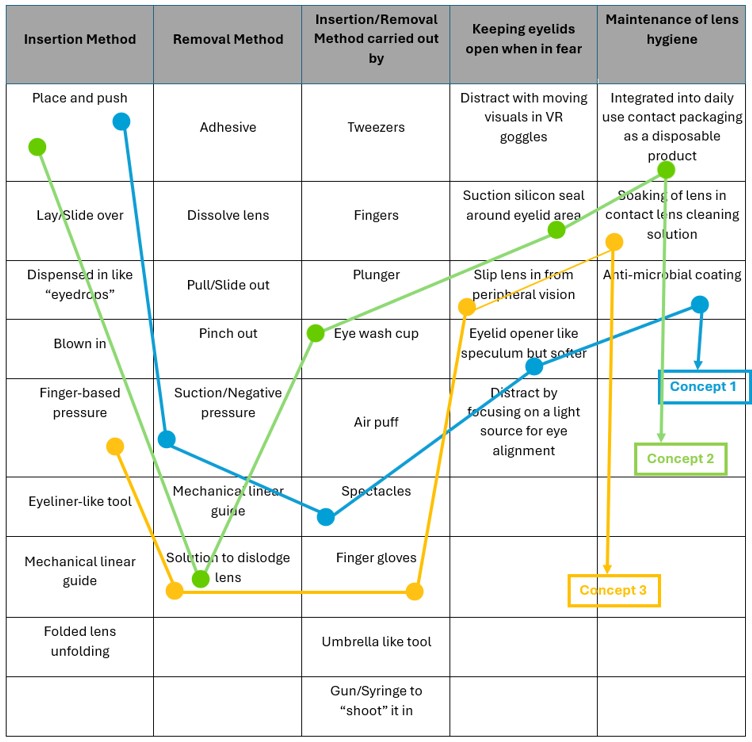 Insertion Method
Removal Method
Insertion/Removal
Method carried out
by
Keeping eyelids
open when in fear
Maintenance of lens
hygiene
Place and push
Adhesive
Tweezers
Distract with moving
visuals in VR
goggles
Integrated into daily
use contact packaging
as a disposable
product
Lay/Slide over
Dissolve lens
Fingers
Suction silicon seal
around eyelid area
Soaking of lens in
contact lens cleaning
solution
Dispensed in like
“eyedrops”
Pull/Slide out
Plunger
Slip lens in from
peripheral vision
Anti-microbial coating
Blown in
Pinch out
Eye wash cup
Eyelid opener like
speculum but softer
Finger-based
pressure
Suction/Negative
pressure
Air puff
Distract by
focusing on a light
source for eye
alignment
Concept 1
Concept 2
Eyeliner-like tool
Mechanical linear
guide
Spectacles
Mechanical linear
guide
Solution to dislodge
lens
Finger gloves
Concept 3
Folded lens
unfolding
Umbrella like tool
Gun/Syringe to
“shoot” it in